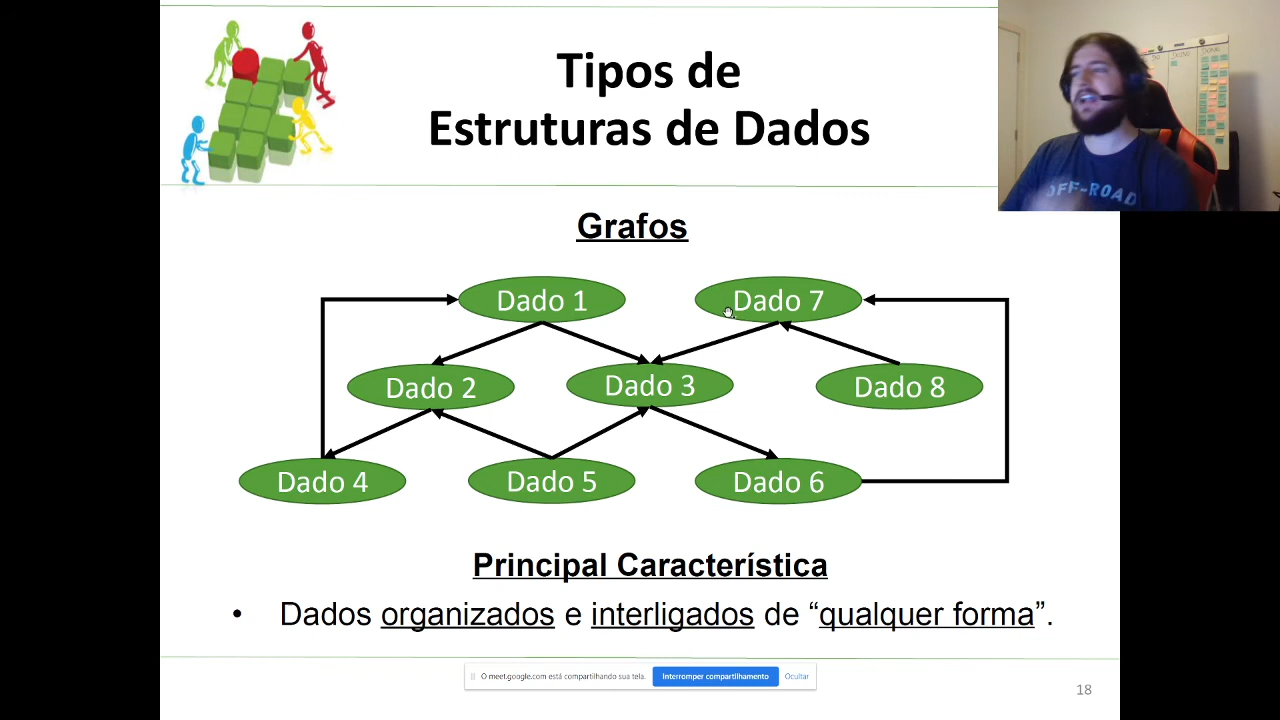 Tipos de
Estruturas de Dados
OFF-ROAD
Grafos
Dado 1
Dado 7
Dado 2
Dado 3
Dado 8
Dado 4
Dado 5
Dado 6
Principal Característica
• Dados organizados e interligados de “qualquer forma”.
O meet.google.com está compartilhando sua tela.
Interromper compartilhamento
Ocultar
18